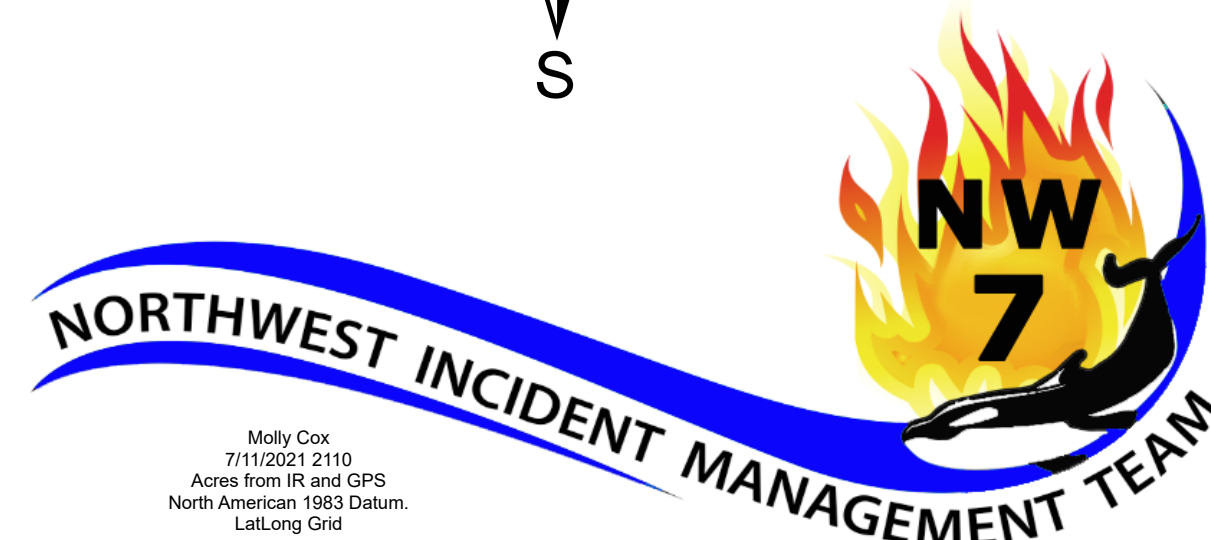 S
NW
7
NORTHWEST INCIDENT MANAGEMENT TEAM
Molly Cox
7/11/2021 2110
Acres from IR and GPS
North American 1983 Datum.
LatLong Grid